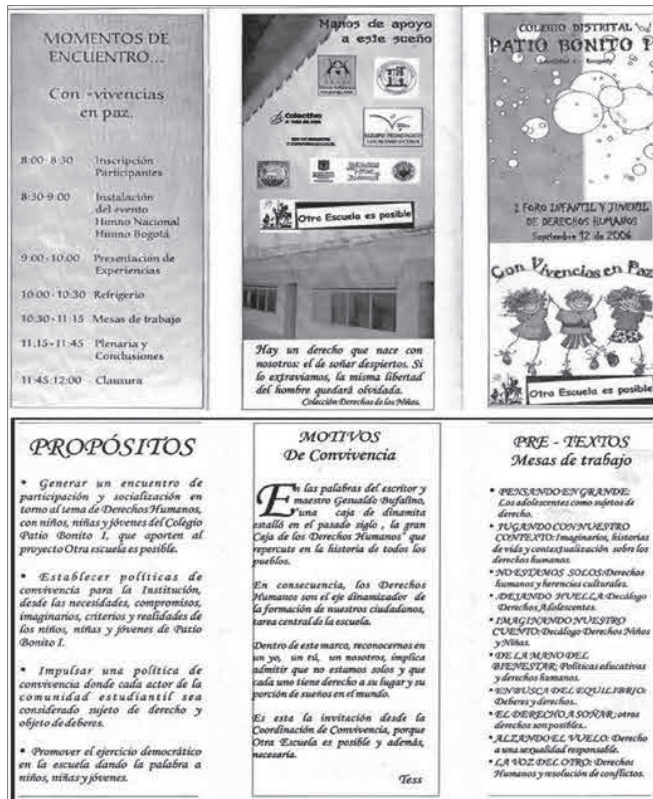 MOMENTOS DE
ENCUENTRO...
Con -vivencias
en paz.
8:00- 8:30 Inscripción
Participantes
8:30-9:00 Instalación
del evento
Himno Nacional
Himno Bogotá
9:00-10:00 Presentación de
Experiencias
10:00-10:30 Refrigerio
10:30-11:15 Mesas de trabajo
11:15-11:45 Plenaria y
Conclusiones
11:45:12:00 Clausura
Manos de apoyo
a este sueño
Colectivo
Otra Escuela es posible
Hay un derecho que nace con
nosotros: el de soñar despiertos. Si
lo extraviamos, la misma libertad
del hombre quedará olvidada.
Colección Derechos de los Niños.
COLEGIO DISTRITAL
PATIO BONITO I
I FORO INFANTIL Y JUVENIL
DE DERECHOS HUMANOS
Septiembre 12 de 2006
Con Vivencias en Paz
Otra Escuela es posible
PROPÓSITOS
• Generar un encuentro de
participación y socialización en
torno al tema de Derechos Humanos,
con niños, niñas y jóvenes del Colegio
Patio Bonito I, que aporten al
proyecto Otra escuela es posible.
• Establecer políticas de
convivencia para la Institución,
desde las necesidades, compromisos,
imaginarios, criterios y realidades de
los niños, niñas y jóvenes de Patio
Bonito I.
• Impulsar una política de
convivencia donde cada actor de la
comunidad estudiantil sea
considerado sujeto de derecho y
objeto de deberes.
• Promover el ejercicio democrático
en la escuela dando la palabra a
niños, niñas y jóvenes.
MOTIVOS
De Convivencia
En las palabras del escritor y
maestro Gesualdo Bufalino,
"una caja de dinamita
estalló en el pasado siglo , la gran
Caja de los Derechos Humanos" que
repercute en la historia de todos los
pueblos.
En consecuencia, los Derechos
Humanos son el eje dinamizador de
la formación de nuestros ciudadanos,
tarea central de la escuela.
Dentro de este marco, reconocernos en
un yo, un tú, un nosotros, implica
admitir que no estamos solos y que
cada uno tiene derecho a su lugar y su
porción de sueños en el mundo.
Es esta la invitación desde la
Coordinación de Convivencia, porque
Otra Escuela es posible y además,
necesaria.
Tess
PRE - TEXTOS
Mesas de trabajo
• PENSANDO EN GRANDE:
Los adolescentes como sujetos de
derecho.
• JUGANDO CON NUESTRO
CONTEXTO: Imaginarios, historias
de vida y contextualización sobre los
derechos humanos.
• NO ESTAMOS SOLOS: Derechos
humanos y herencias culturales.
• .DEJANDO HUELLA: Decálogo
Derechos Adolescentes.
• IMAGINANDO NUESTRO
CUENTO: Decálogo Derechos Niños
y Niñas.
• DE LA MANO DEL
BIENESTAR: Políticas educativas
y derechos humanos.
• EN BUSCA DEL EQUILIBRIO:
Deberes y derechos..
• EL DERECHO A SOÑAR: otros
derechos son posibles..
• ALZANDO EL VUELO: Derecho
a una sexualidad responsable.
• LA VOZ DEL OTRO: Derechos
Humanos y resolución de conflictos.